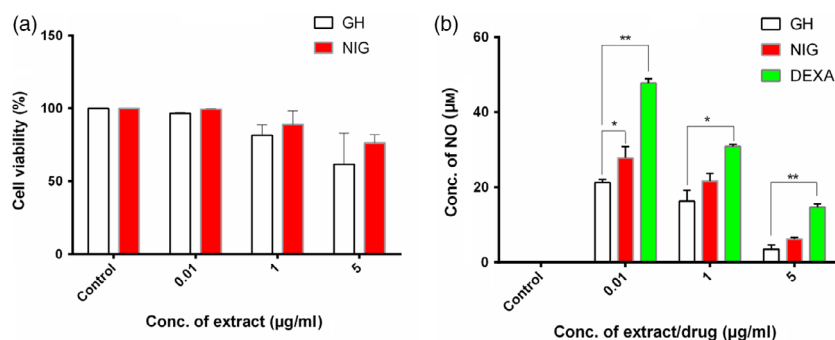 (a)
GH
NIG
150
100
50
0
Cell viability (%)
Control
0.01
1
5
Conc. of extract (µg/ml)
(b)
GH
NIG
DEXA
60
40
20
0
Conc. of NO (µM)
**
*
*
**
Control
0.01
1
5
Conc. of extract/drug (µg/ml)